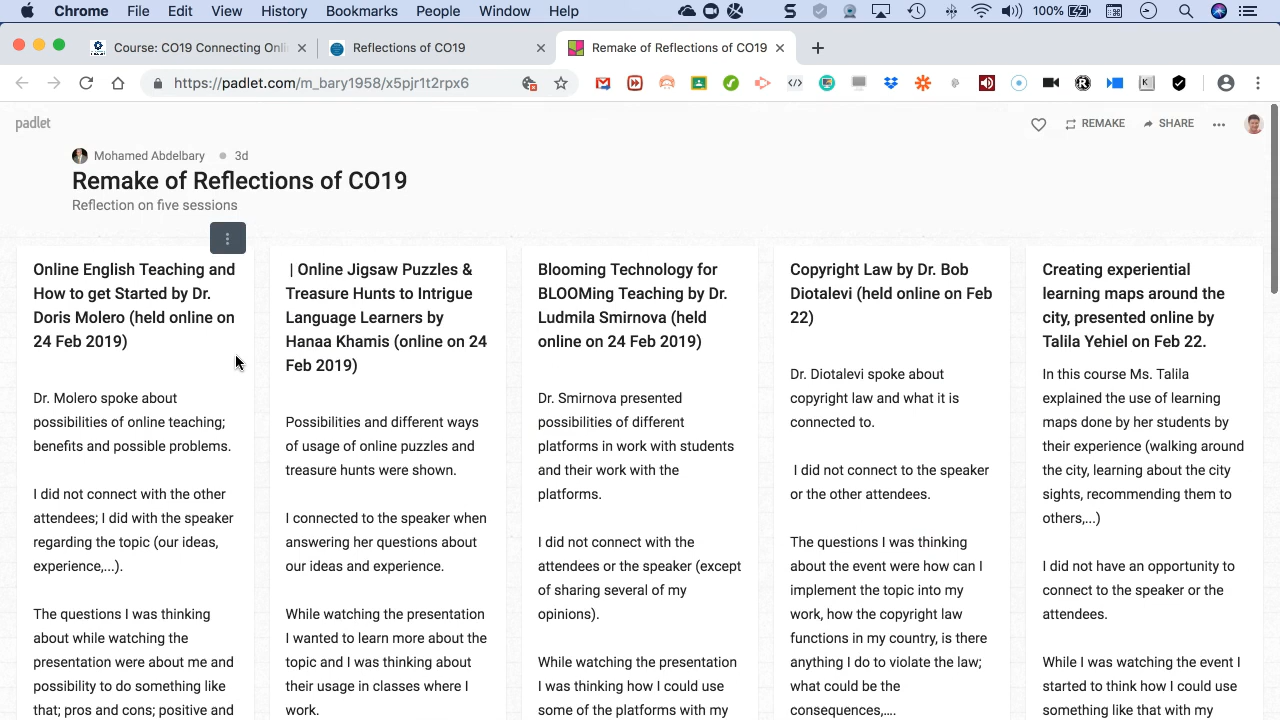 Chrome File Edit View History Bookmarks People Window Help 100%
Course: CO19 Connecting Onli
Reflections of CO19
Remake of Reflections of CO19
https://padlet.com/m_bary1958/x5pjr1t2rpx6
padlet
REMAKE SHARE
Mohamed Abdelbary 3d
Remake of Reflections of CO19
Reflection on five sessions
Online English Teaching and
How to get Started by Dr.
Doris Molero (held online on
24 Feb 2019)
Dr. Molero spoke about
possibilities of online teaching;
benefits and possible problems.
I did not connect with the other
attendees; I did with the speaker
regarding the topic (our ideas,
experience,...).
The questions I was thinking
about while watching the
presentation were about me and
possibility to do something like
that; pros and cons; positive and
| Online Jigsaw Puzzles &
Treasure Hunts to Intrigue
Language Learners by
Hanaa Khamis (online on 24
Feb 2019)
Possibilities and different ways
of usage of online puzzles and
treasure hunts were shown.
I connected to the speaker when
answering her questions about
our ideas and experience.
While watching the presentation
I wanted to learn more about the
topic and I was thinking about
their usage in classes where I
work.
Blooming Technology for
BLOOMing Teaching by Dr.
Ludmila Smirnova (held
online on 24 Feb 2019)
Dr. Smirnova presented
possibilities of different
platforms in work with students
and their work with the
platforms.
I did not connect with the
attendees or the speaker (except
of sharing several of my
opinions).
While watching the presentation
I was thinking how I could use
some of the platforms with my
Copyright Law by Dr. Bob
Diotalevi (held online on Feb
22)
Dr. Diotalevi spoke about
copyright law and what it is
connected to.
I did not connect to the speaker
or the other attendees.
The questions I was thinking
about the event were how can I
implement the topic into my
work, how the copyright law
functions in my country, is there
anything I do to violate the law;
what could be the
consequences,....
Creating experiential
learning maps around the
city, presented online by
Talila Yehiel on Feb 22.
In this course Ms. Talila
explained the use of learning
maps done by her students by
their experience (walking around
the city, learning about the city
sights, recommending them to
others,...)
I did not have an opportunity to
connect to the speaker or the
attendees.
While I was watching the event I
started to think how I could use
something like that with my